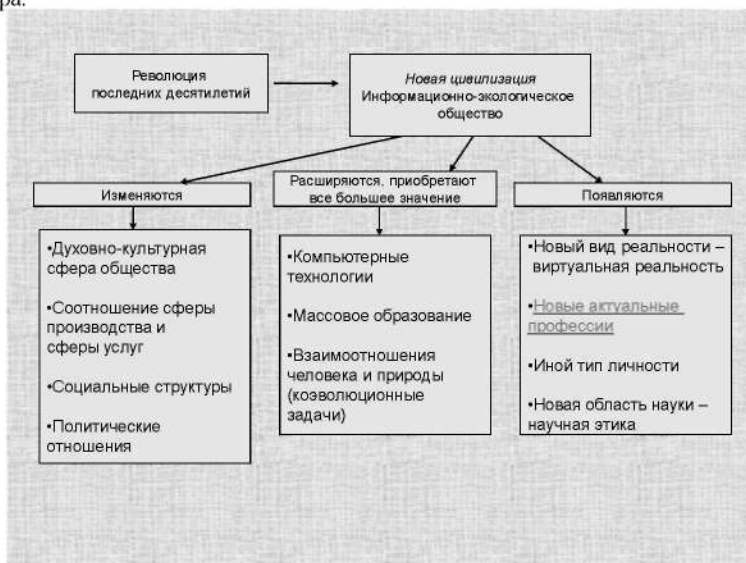 ра.
Революция
последних десятилетий
Новая цивилизация
Информационно-экологическое
общество
Изменяются
Расширяются, приобретают
все большее значение
Появляются
•Духовно-культурная
сфера общества
•Соотношение сферы
производства и
сферы услуг
•Социальные структуры
•Политические
отношения
•Компьютерные
технологии
•Массовое образование
•Взаимоотношения
человека и природы
(коэволюционные
задачи)
•Новый вид реальности –
виртуальная реальность
•Новые актуальные
профессии
•Иной тип личности
•Новая область науки –
научная этика